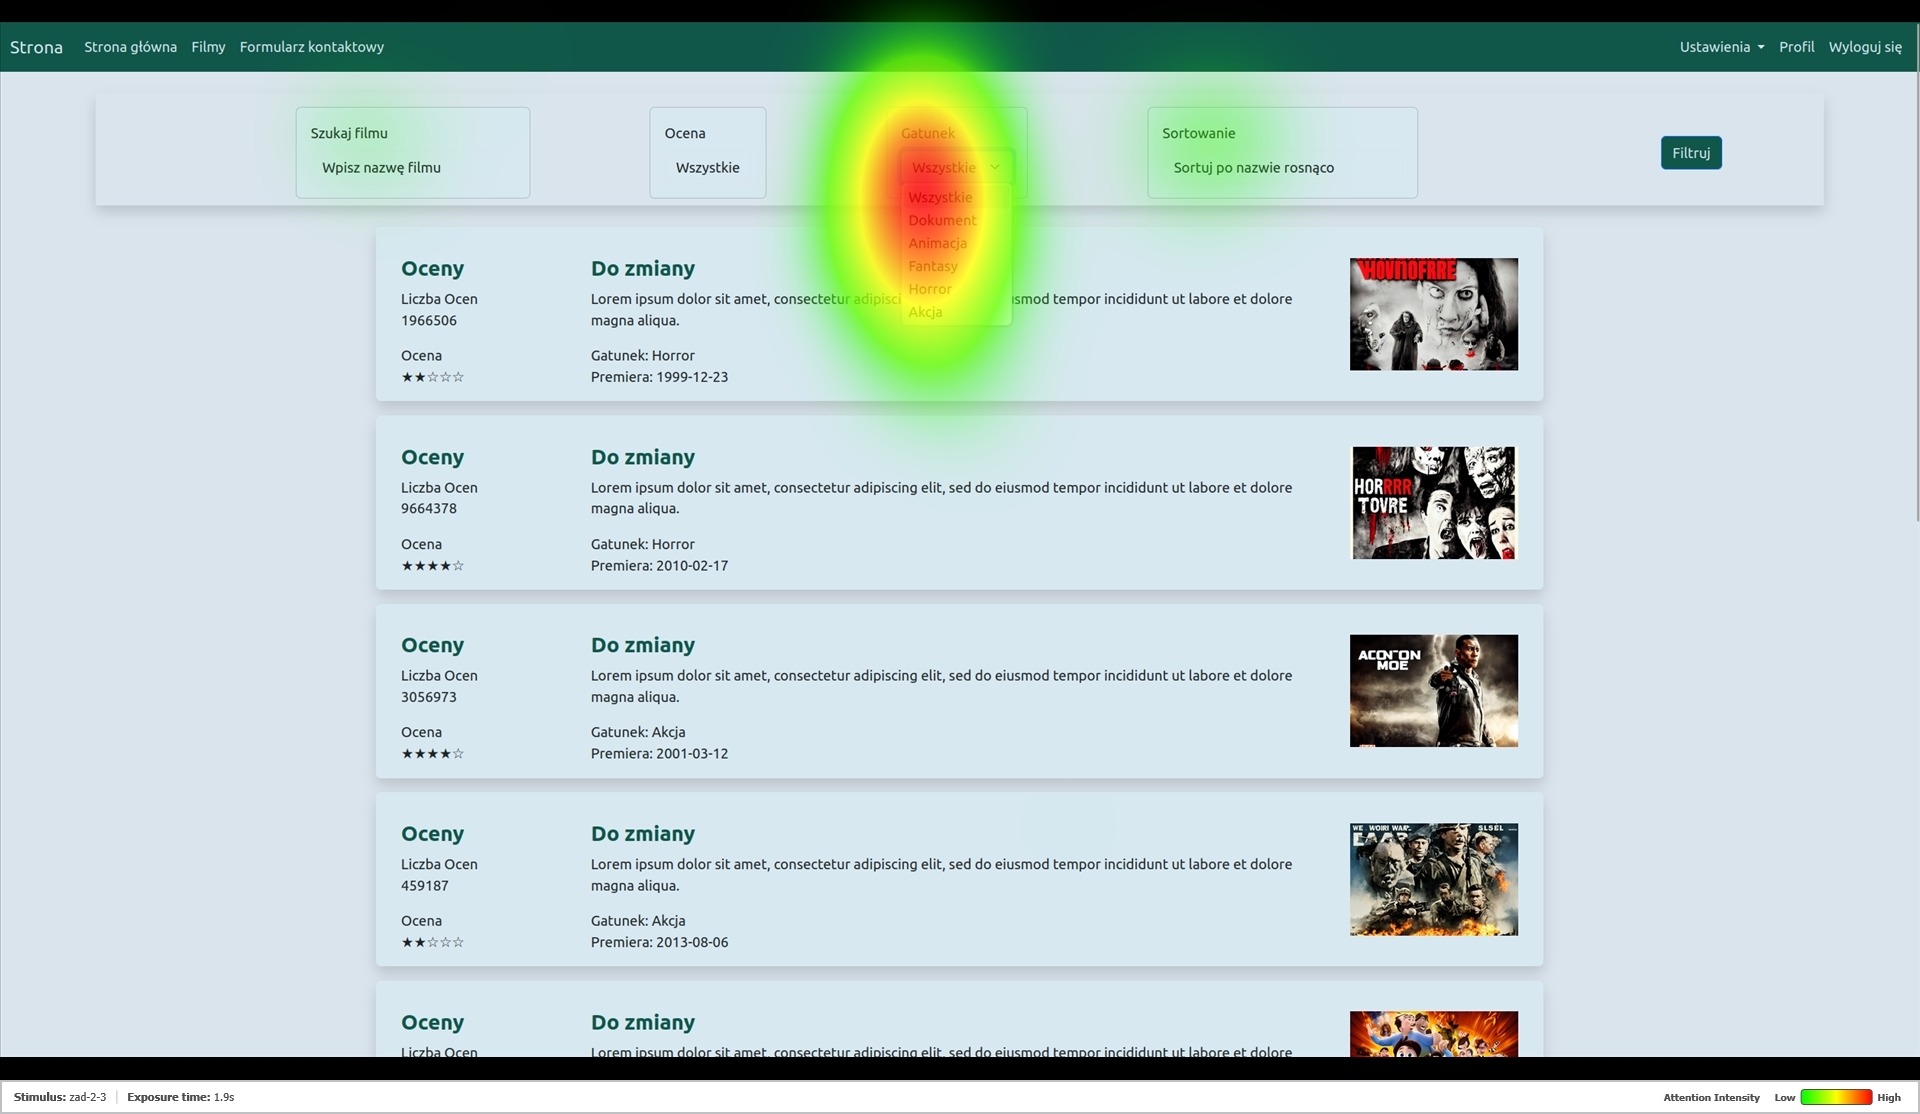 Strona Strona główna Filmy Formularz kontaktowy Ustawienia Profil Wyloguj się
Szukaj filmu
Wpisz nazwę filmu
Ocena
Wszystkie
Gatunek
Wszystkie
Wszystkie
Dokument
Animacja
Fantasy
Horror
Akcja
Sortowanie
Sortuj po nazwie rosnąco
Filtruj
Oceny
Liczba Ocen
1966506
Ocena
★★☆☆☆
Do zmiany
Lorem ipsum dolor sit amet, consectetur adipisci usmod tempor incididunt ut labore et dolore
magna aliqua.
Gatunek: Horror
Premiera: 1999-12-23
Oceny
Liczba Ocen
9664378
Ocena
★★★★☆
Do zmiany
Lorem ipsum dolor sit amet, consectetur adipiscing elit, sed do eiusmod tempor incididunt ut labore et dolore
magna aliqua.
Gatunek: Horror
Premiera: 2010-02-17
HORRRR
TOVRE
Oceny
Liczba Ocen
3056973
Ocena
★★★★☆
Do zmiany
Lorem ipsum dolor sit amet, consectetur adipiscing elit, sed do eiusmod tempor incididunt ut labore et dolore
magna aliqua.
Gatunek: Akcja
Premiera: 2001-03-12
MOE
Oceny
Liczba Ocen
459187
Ocena
★★☆☆☆
Do zmiany
Lorem ipsum dolor sit amet, consectetur adipiscing elit, sed do eiusmod tempor incididunt ut labore et dolore
magna aliqua.
Gatunek: Akcja
Premiera: 2013-08-06
WE WOIRI WAR SLSEL
Oceny
Liczba Ocen
Do zmiany
Lorem ipsum dolor sit amet, consectetur adipiscing elit, sed do eiusmod tempor incididunt ut labore et dolore
Stimulus: zad-2-3 Exposure time: 1.9s Attention Intensity Low High